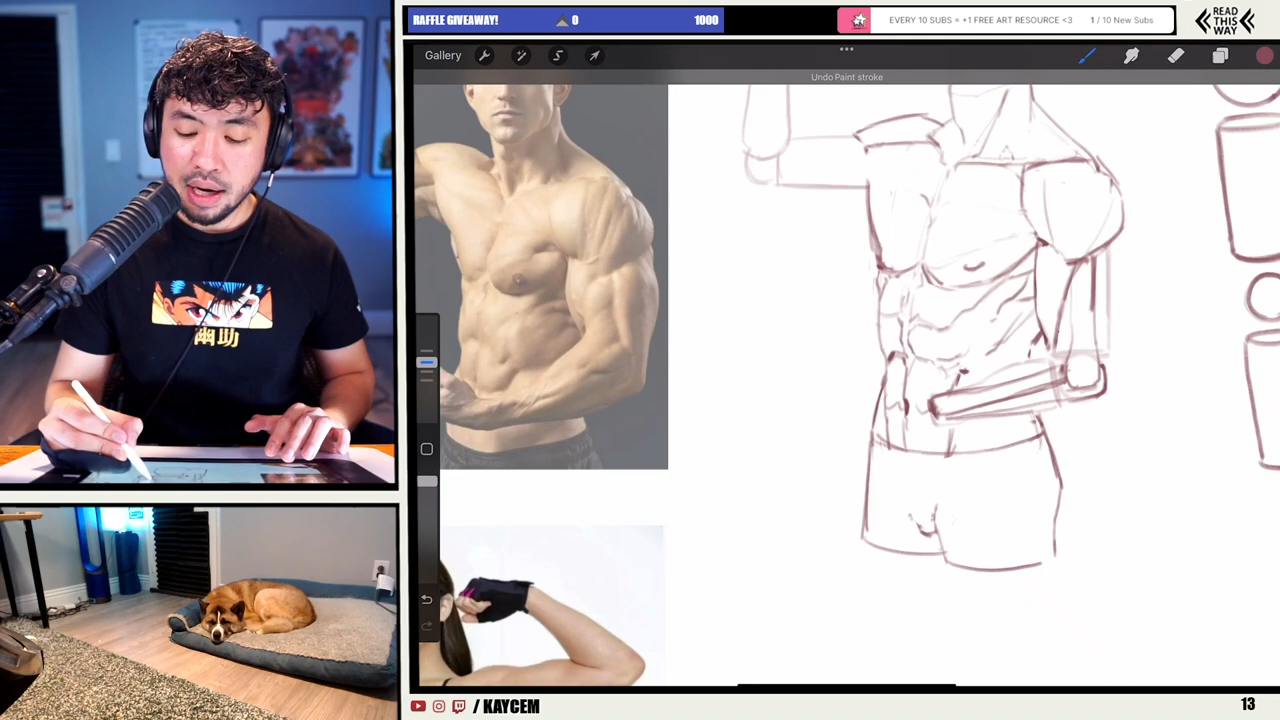 RAFFLE GIVEAWAY!
0
1000
EVERY 10 SUBS = +1 FREE ART RESOURCE <3
1 / 10 New Subs
READ
THIS
WAY
Gallery
Undo Paint stroke
幽助
/ KAYCEM
13